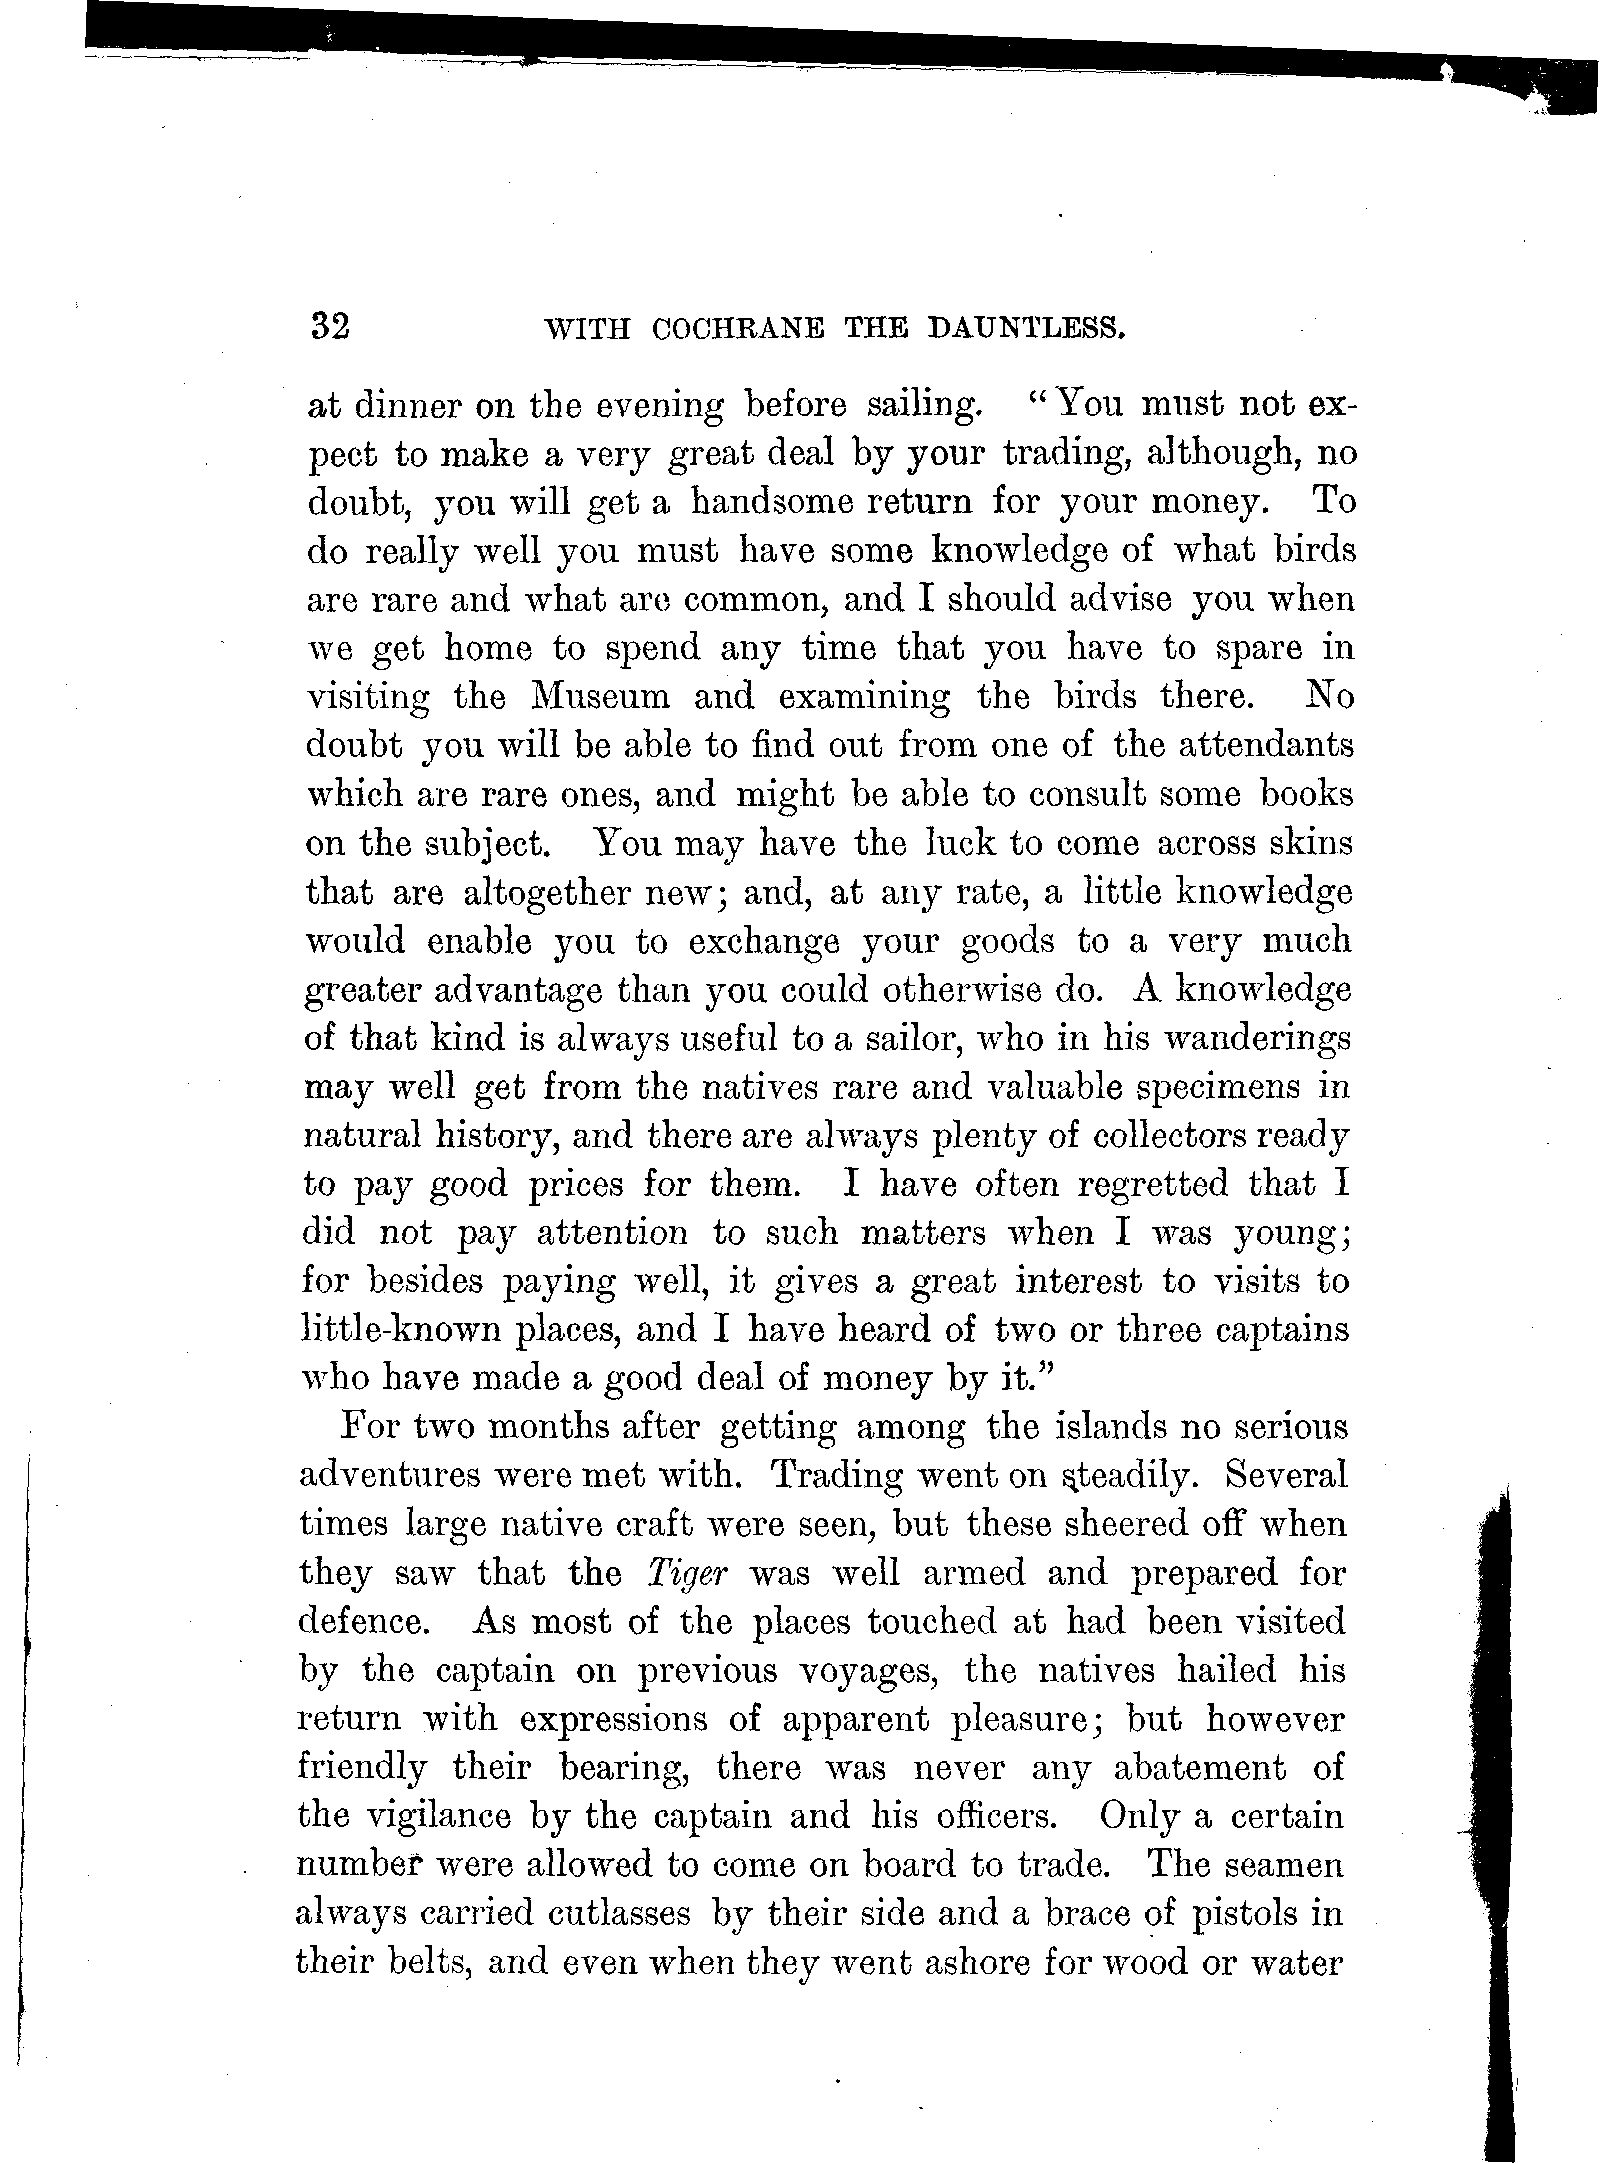 32 WITH COCHRANE THE DAUNTLESS.
at dinner on the evening before sailing. "You must not ex-
pect to make a very great deal by your trading, although, no
doubt, you will get a handsome return for your money. To
do really well you must have some knowledge of what birds
are rare and what are common, and I should advise you when
we get home to spend any time that you have to spare in
visiting the Museum and examining the birds there. No
doubt you will be able to find out from one of the attendants
which are rare ones, and might be able to consult some books
on the subject. You may have the luck to come across skins
that are altogether new; and, at any rate, a little knowledge
would enable you to exchange your goods to a very much
greater advantage than you could otherwise do. A knowledge
of that kind is always useful to a sailor, who in his wanderings
may well get from the natives rare and valuable specimens in
natural history, and there are always plenty of collectors ready
to pay good prices for them. I have often regretted that I
did not pay attention to such matters when I was young;
for besides paying well, it gives a great interest to visits to
little-known places, and I have heard of two or three captains
who have made a good deal of money by it."
For two months after getting among the islands no serious
adventures were met with. Trading went on steadily. Several
times large native craft were seen, but these sheered off when
they saw that the Tiger was well armed and prepared for
defence. As most of the places touched at had been visited
by the captain on previous voyages, the natives hailed his
return with expressions of apparent pleasure; but however
friendly their bearing, there was never any abatement of
the vigilance by the captain and his officers. Only a certain
number were allowed to come on board to trade. The seamen
always carried cutlasses by their side and a brace of pistols in
their belts, and even when they went ashore for wood or water